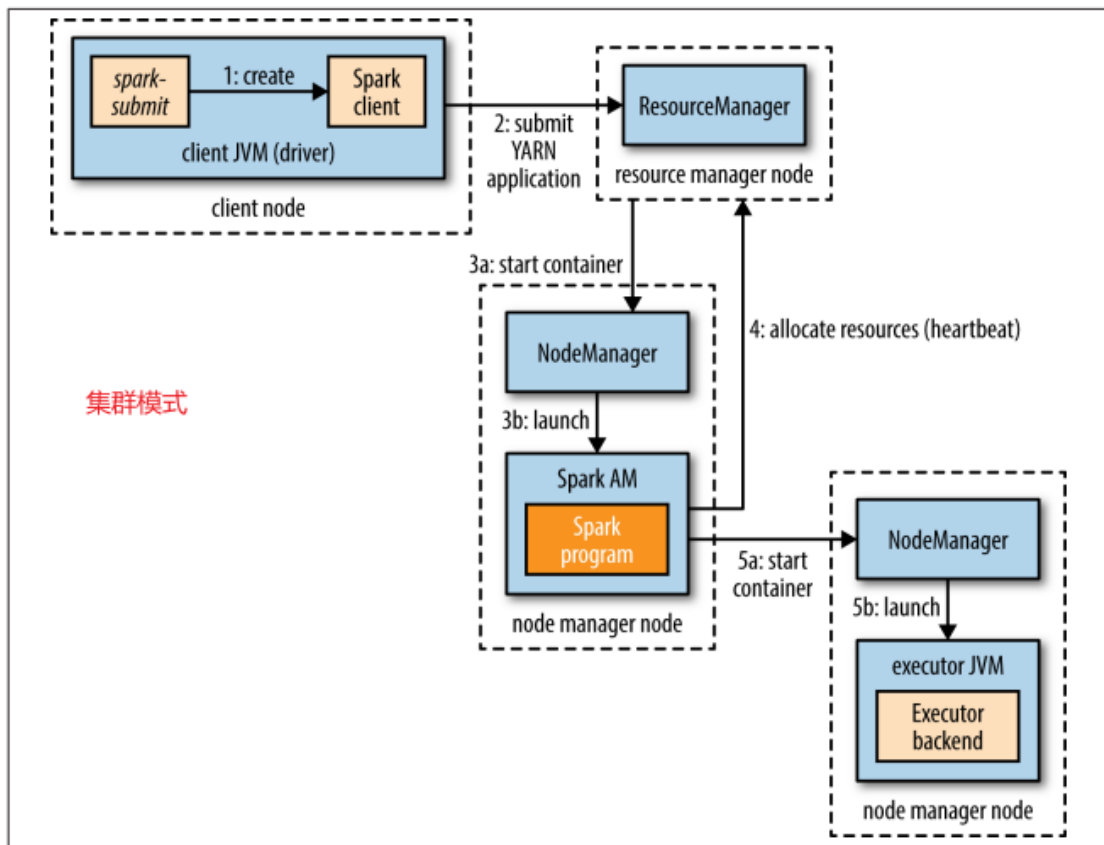 spark-
submit
1: create
Spark
client
client JVM (driver)
client node
2: submit
YARN
application
ResourceManager
resource manager node
3a: start container
4: allocate resources (heartbeat)
NodeManager
3b: launch
Spark AM
Spark
program
node manager node
集群模式
5a: start
container
NodeManager
5b: launch
executor JVM
Executor
backend
node manager node